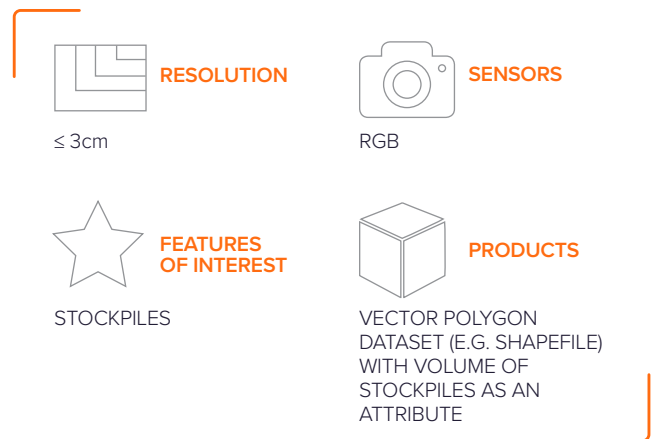 RESOLUTION
≤ 3cm
SENSORS
RGB
FEATURES
OF INTEREST
STOCKPILES
PRODUCTS
VECTOR POLYGON
DATASET (E.G. SHAPEFILE)
WITH VOLUME OF
STOCKPILES AS AN
ATTRIBUTE